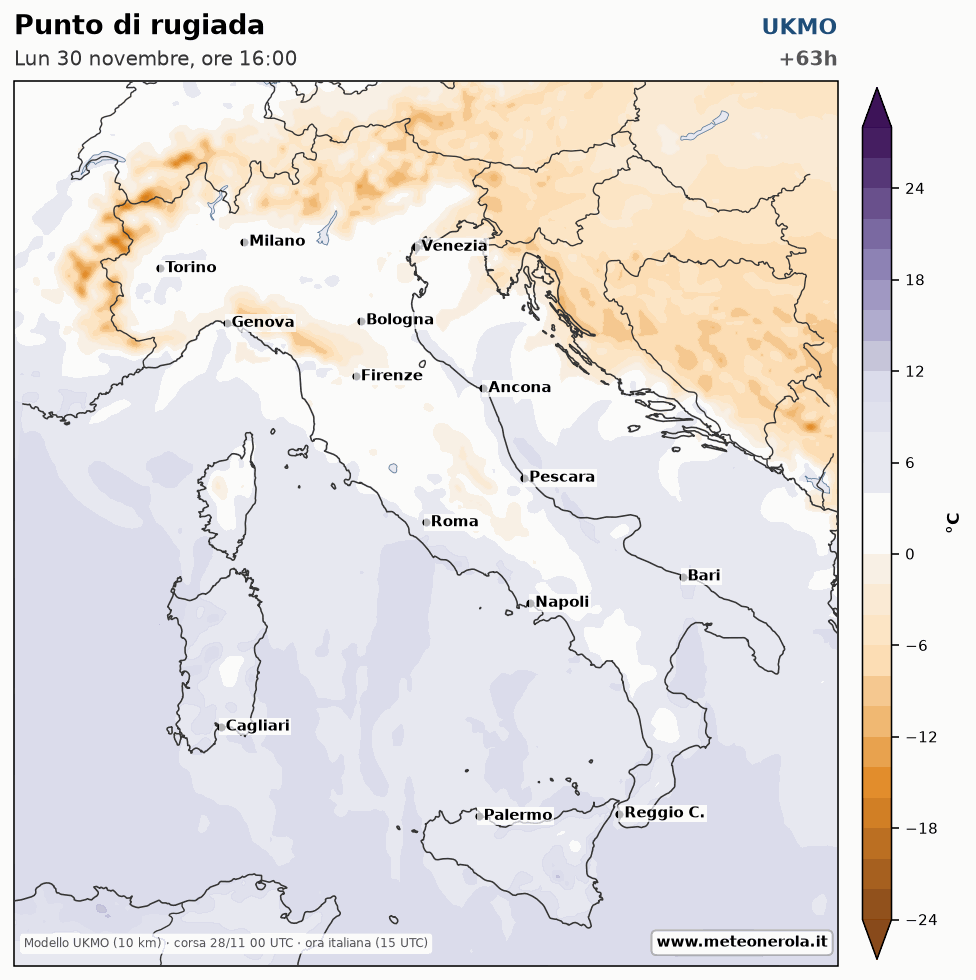 Punto di rugiada
UKMO
Lun 30 novembre, ore 16:00
+63h
Milano
Venezia
Torino
Genova
Bologna
Firenze
Ancona
Pescara
Roma
Bari
Napoli
Cagliari
Palermo
Reggio C.
24
18
12
6
0
−6
−12
−18
−24
°C
Modello UKMO (10 km) · corsa 28/11 00 UTC · ora italiana (15 UTC)
www.meteonerola.it